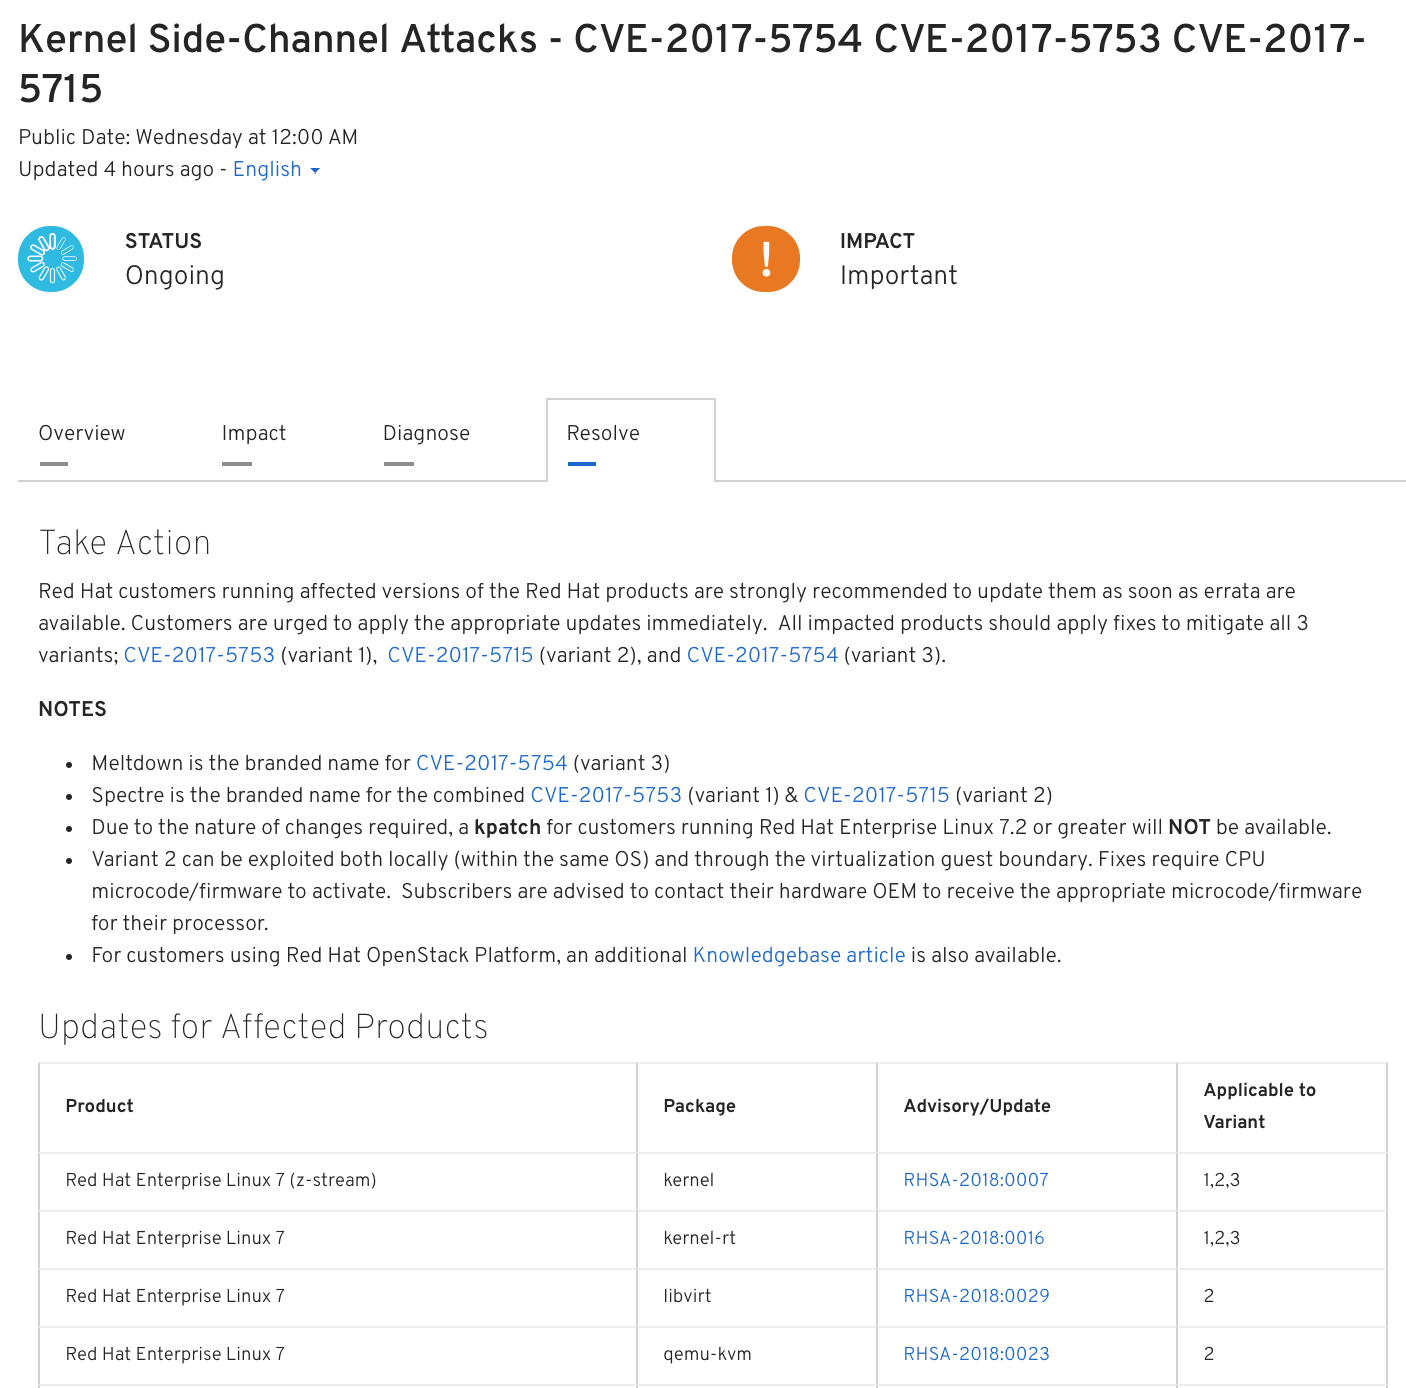 Kernel Side-Channel Attacks - CVE-2017-5754 CVE-2017-5753 CVE-2017-
5715
Public Date: Wednesday at 12:00 AM
Updated 4 hours ago - English
STATUS
Ongoing
IMPACT
Important
Overview
Impact
Diagnose
Resolve
Take Action
Red Hat customers running affected versions of the Red Hat products are strongly recommended to update them as soon as errata are
available. Customers are urged to apply the appropriate updates immediately.  All impacted products should apply fixes to mitigate all 3
variants; CVE-2017-5753 (variant 1),  CVE-2017-5715 (variant 2), and CVE-2017-5754 (variant 3).
NOTES
• Meltdown is the branded name for CVE-2017-5754 (variant 3)
• Spectre is the branded name for the combined CVE-2017-5753 (variant 1) & CVE-2017-5715 (variant 2)
• Due to the nature of changes required, a kpatch for customers running Red Hat Enterprise Linux 7.2 or greater will NOT be available.
• Variant 2 can be exploited both locally (within the same OS) and through the virtualization guest boundary. Fixes require CPU
microcode/firmware to activate.  Subscribers are advised to contact their hardware OEM to receive the appropriate microcode/firmware
for their processor.
• For customers using Red Hat OpenStack Platform, an additional Knowledgebase article is also available.
Updates for Affected Products
Product Package Advisory/Update Applicable to
Variant
Red Hat Enterprise Linux 7 (z-stream) kernel RHSA-2018:0007 1,2,3
Red Hat Enterprise Linux 7 kernel-rt RHSA-2018:0016 1,2,3
Red Hat Enterprise Linux 7 libvirt RHSA-2018:0029 2
Red Hat Enterprise Linux 7 qemu-kvm RHSA-2018:0023 2